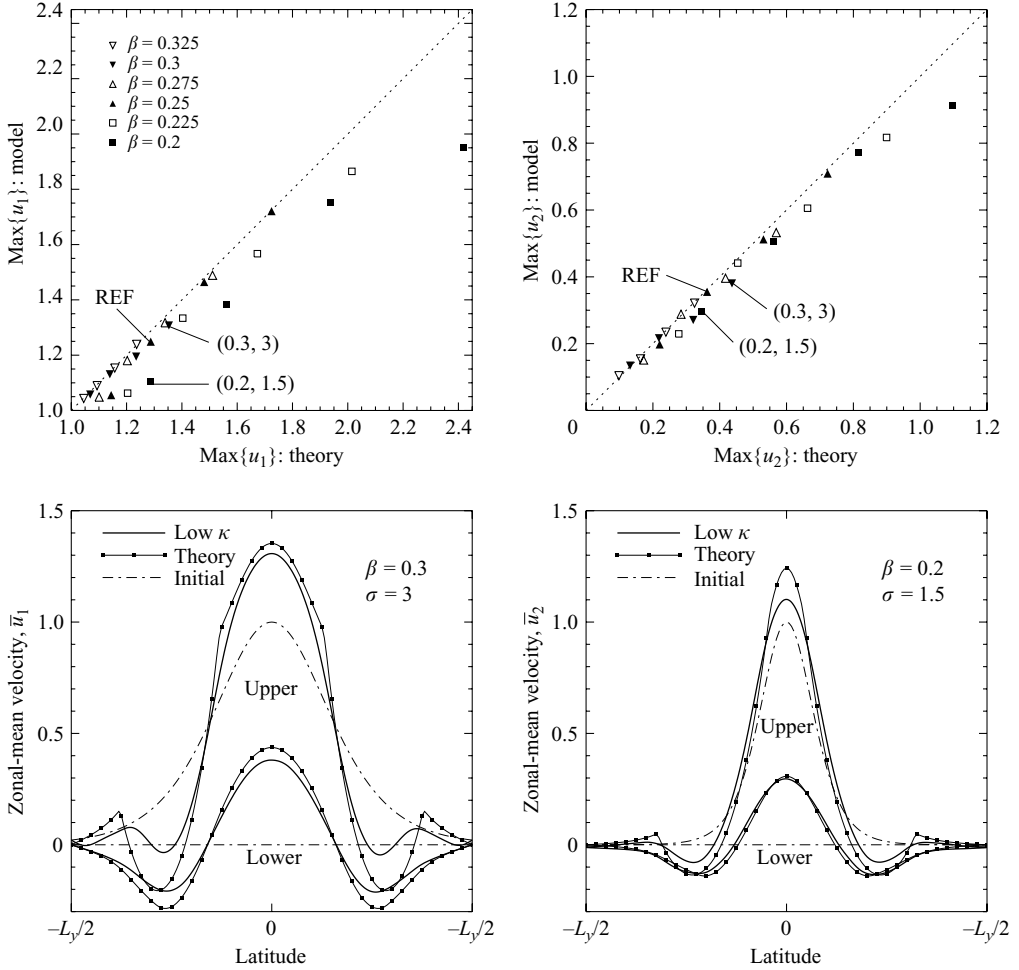 2.4
2.2
2.0
1.8
1.6
1.4
1.2
1.0
Max{u₁}: model
β = 0.325
β = 0.3
β = 0.275
β = 0.25
β = 0.225
β = 0.2
REF
(0.3, 3)
(0.2, 1.5)
1.0 1.2 1.4 1.6 1.8 2.0 2.2 2.4
Max{u₁}: theory
1.2
1.0
0.8
0.6
0.4
0.2
0
Max{u₂}: model
REF
(0.3, 3)
(0.2, 1.5)
0.2 0.4 0.6 0.8 1.0 1.2
Max{u₂}: theory
1.5
1.0
0.5
0
Zonal-mean velocity, u̅₁
Low κ
Theory
Initial
β = 0.3
σ = 3
Upper
Lower
−Ly/2 0 −Ly/2
Latitude
1.5
1.0
0.5
0
Zonal-mean velocity, u̅₂
Low κ
Theory
Initial
β = 0.2
σ = 1.5
Upper
Lower
−Ly/2 0 −Ly/2
Latitude